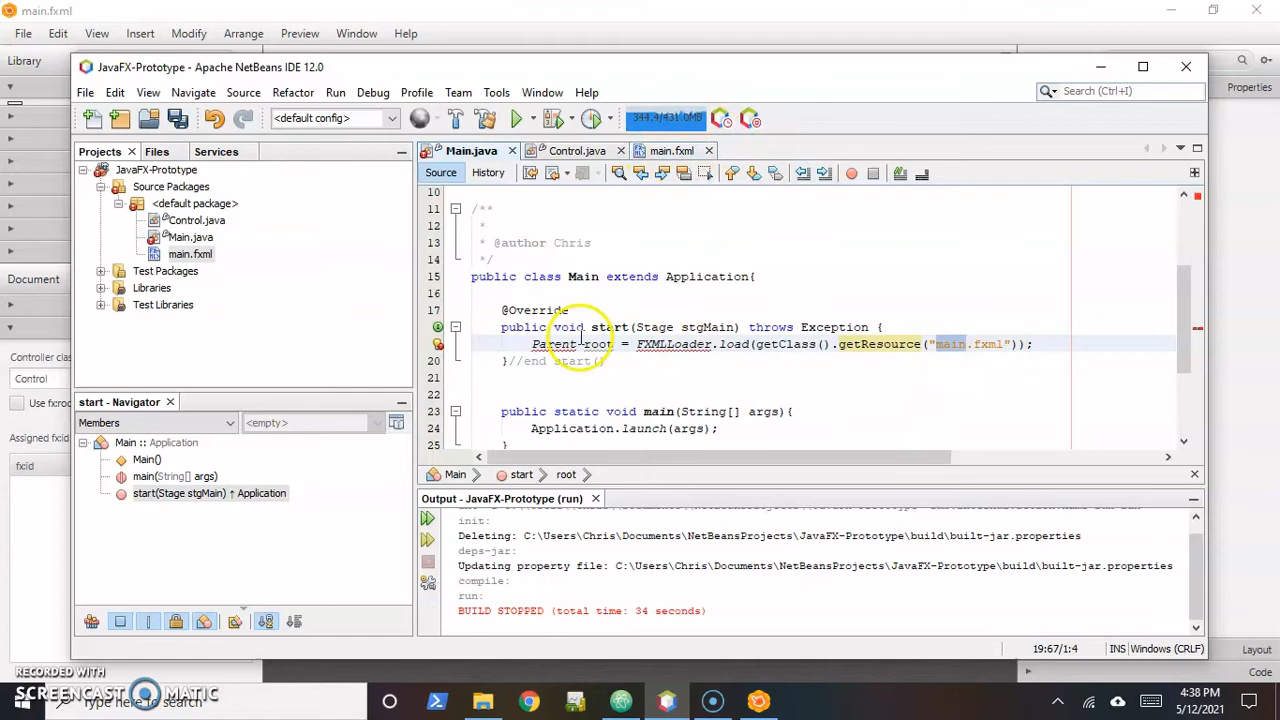 main.fxml
File Edit View Insert Modify Arrange Preview Window Help
Library
JavaFX-Prototype - Apache NetBeans IDE 12.0
File Edit View Navigate Source Refactor Run Debug Profile Team Tools Window Help
Search (Ctrl+I)
Properties
<default config>
344.4/431.0MB
Projects Files Services
Main.java Control.java main.fxml
Source History
JavaFX-Prototype
Source Packages
<default package>
Control.java
Main.java
main.fxml
Test Packages
Libraries
Test Libraries
10
11 /**
12 *
13 * @author Chris
14 */
15 public class Main extends Application{
16
17 @Override
public void start(Stage stgMain) throws Exception {
Parent root = FXMLLoader.load(getClass().getResource("main.fxml"));
20 }//end start()
21
22
23 public static void main(String[] args){
24 Application.launch(args);
25 }
Document
Control
Control
Use fx:roo
Assigned fx:id
fx:id
start - Navigator
Members <empty>
Main :: Application
Main()
main(String[] args)
start(Stage stgMain) ↑ Application
Main start root
Output - JavaFX-Prototype (run)
init:
Deleting: C:\Users\Chris\Documents\NetBeansProjects\JavaFX-Prototype\build\built-jar.properties
deps-jar:
Updating property file: C:\Users\Chris\Documents\NetBeansProjects\JavaFX-Prototype\build\built-jar.properties
compile:
run:
BUILD STOPPED (total time: 34 seconds)
19:67/1:4 INS Windows (CRLF)
Layout
Code
RECORDED WITH
SCREENCAST MATIC
Type here to search
4:38 PM
5/12/2021